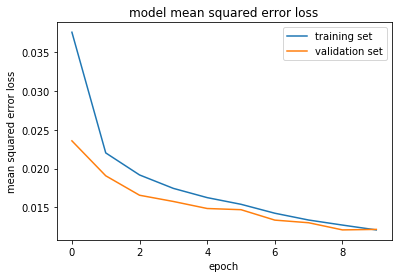 model mean squared error loss
training set
validation set
mean squared error loss
0.035
0.030
0.025
0.020
0.015
0 2 4 6 8
epoch